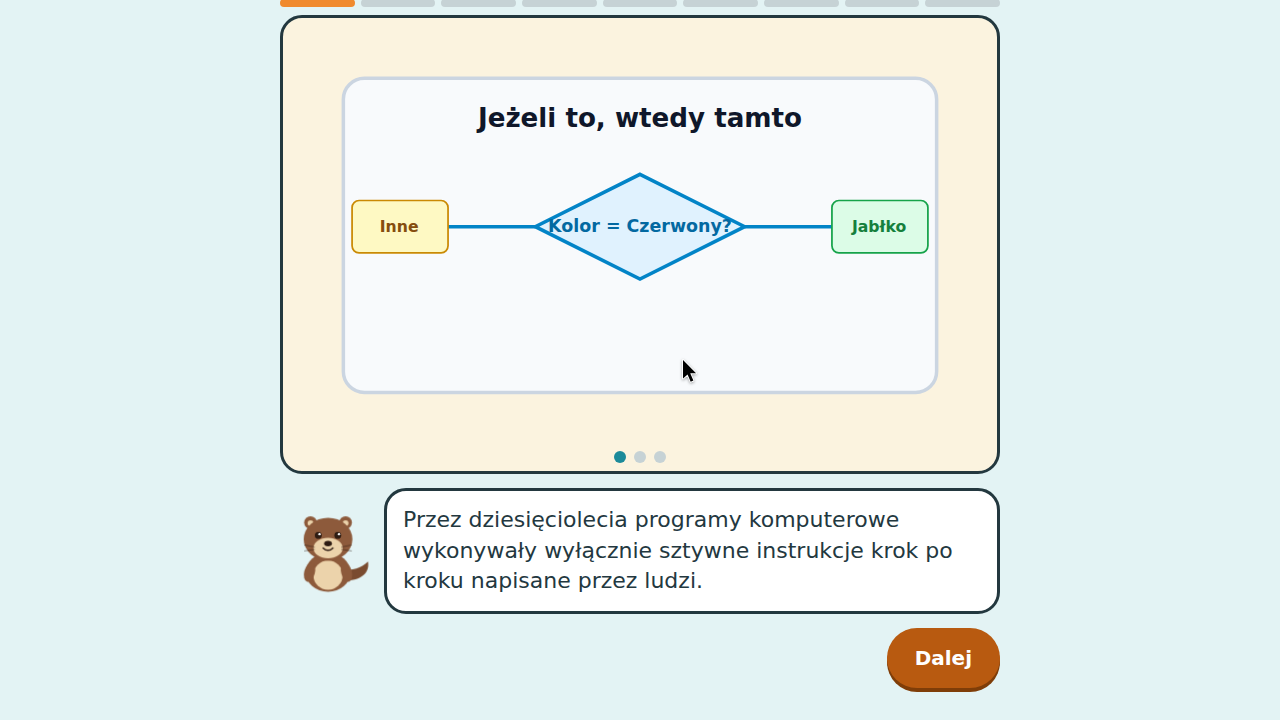 Jeżeli to, wtedy tamto
Inne
Kolor = Czerwony?
Jabłko
Przez dziesięciolecia programy komputerowe
wykonywały wyłącznie sztywne instrukcje krok po
kroku napisane przez ludzi.
Dalej